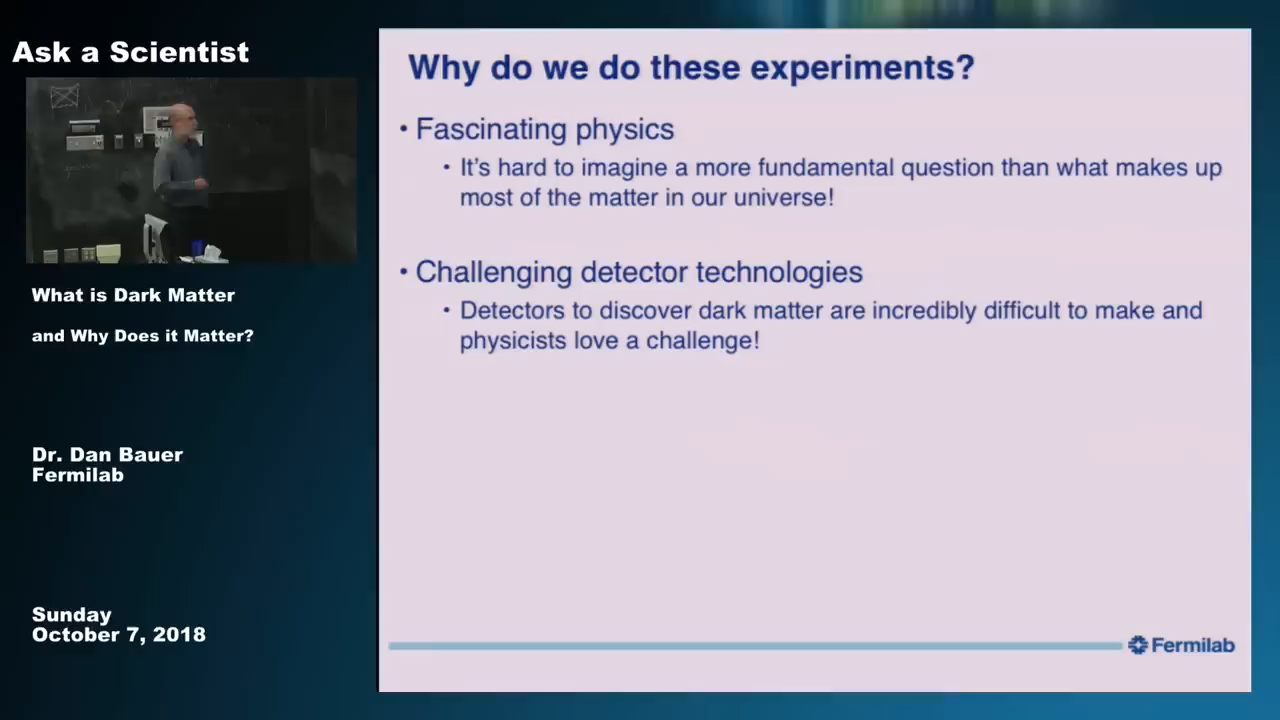 Ask a Scientist
What is Dark Matter
and Why Does it Matter?
Dr. Dan Bauer
Fermilab
Sunday
October 7, 2018
Why do we do these experiments?
• Fascinating physics
• It's hard to imagine a more fundamental question than what makes up
most of the matter in our universe!
• Challenging detector technologies
• Detectors to discover dark matter are incredibly difficult to make and
physicists love a challenge!
Fermilab